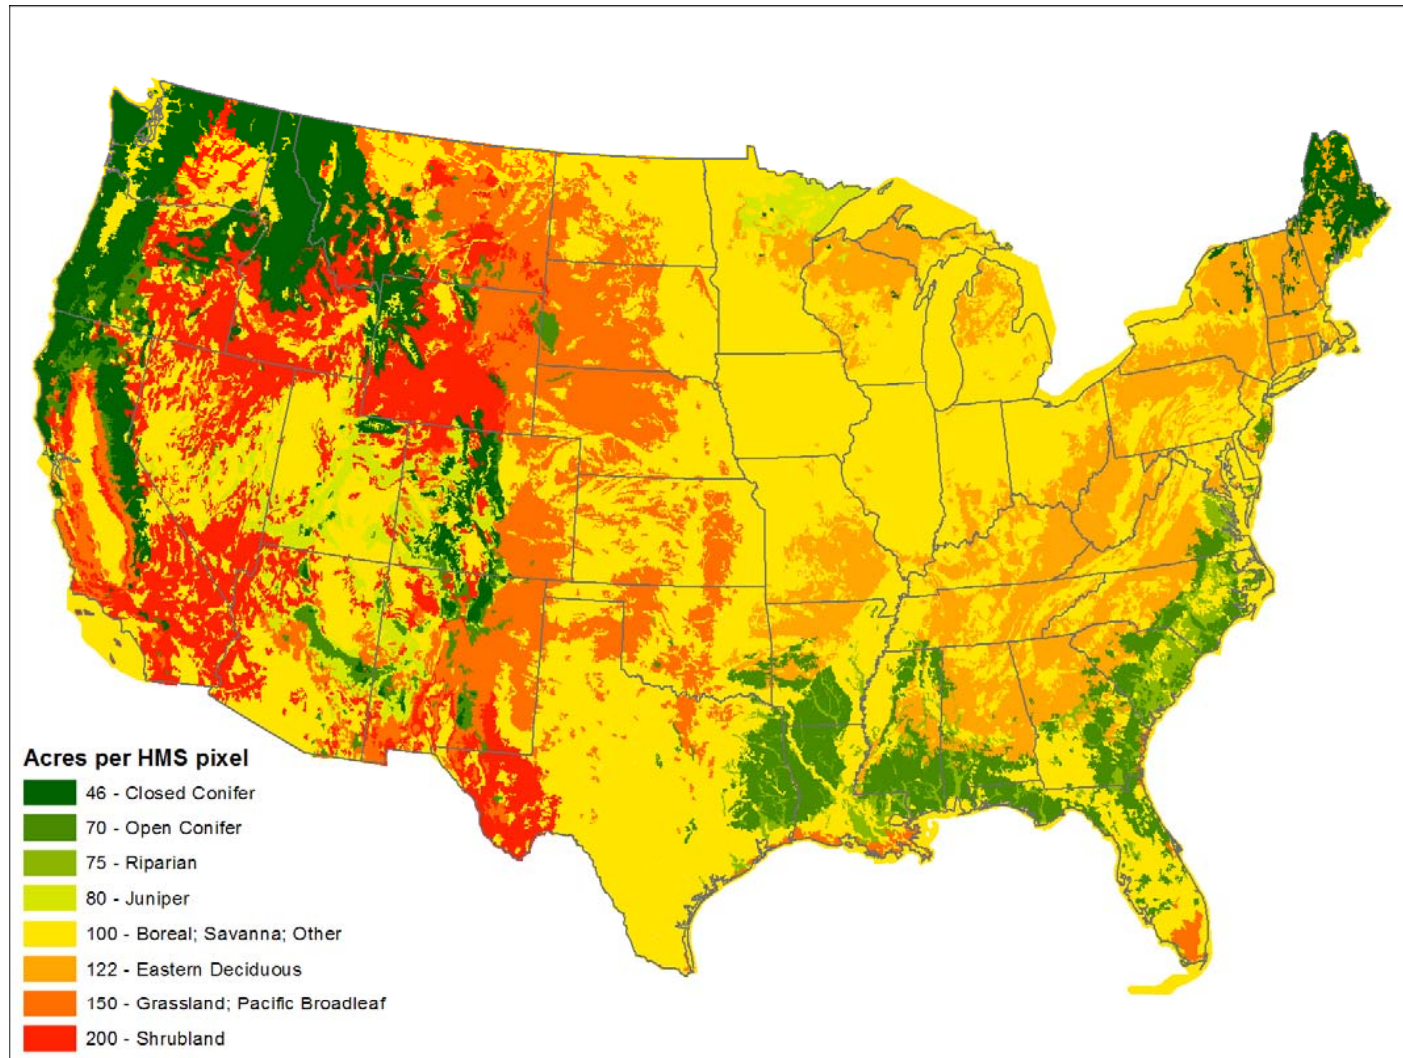 Acres per HMS pixel
46 - Closed Conifer
70 - Open Conifer
75 - Riparian
80 - Juniper
100 - Boreal; Savanna; Other
122 - Eastern Deciduous
150 - Grassland; Pacific Broadleaf
200 - Shrubland